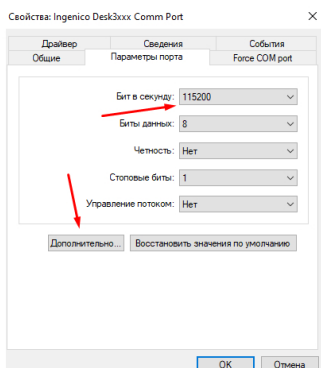 Свойства: Ingenico Desk3xxx Comm Port
Драйвер Сведения События
Общие Параметры порта Force COM port
Бит в секунду: 115200
Биты данных: 8
Четность: Нет
Стоповые биты: 1
Управление потоком: Нет
Дополнительно... Восстановить значения по умолчанию
OK Отмена